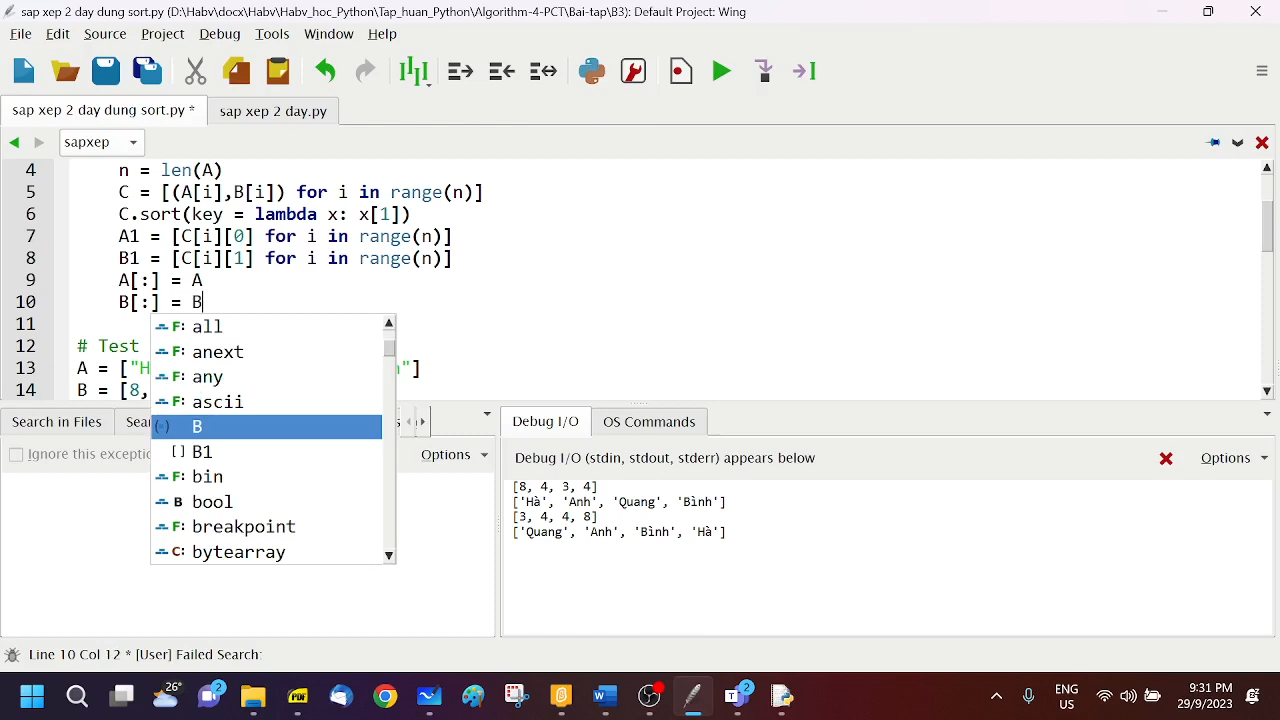 sap xep 2 day dung sort.py (D:\Habv\docx\Habv\Habv_hoc_Python\Tap_huan_Python\Algorithm-4-PCT\Bai-tap\B3): Default Project: Wing
File Edit Source Project Debug Tools Window Help
sap xep 2 day dung sort.py * sap xep 2 day.py
sapxep
4 n = len(A)
5 C = [(A[i],B[i]) for i in range(n)]
6 C.sort(key = lambda x: x[1])
7 A1 = [C[i][0] for i in range(n)]
8 B1 = [C[i][1] for i in range(n)]
9 A[:] = A
10 B[:] = B
11
12 # Test
13 A = ["H n"]
14 B = [8,
F: all
F: anext
F: any
F: ascii
(·) B
[] B1
F: bin
B bool
F: breakpoint
C: bytearray
Search in Files Sea s
Ignore this exceptio Options
Debug I/O OS Commands
Debug I/O (stdin, stdout, stderr) appears below Options
[8, 4, 3, 4]
['Hà', 'Anh', 'Quang', 'Bình']
[3, 4, 4, 8]
['Quang', 'Anh', 'Bình', 'Hà']
Line 10 Col 12 * [User] Failed Search:
26° 2 PDF 2
ENG
US
9:31 PM
29/9/2023